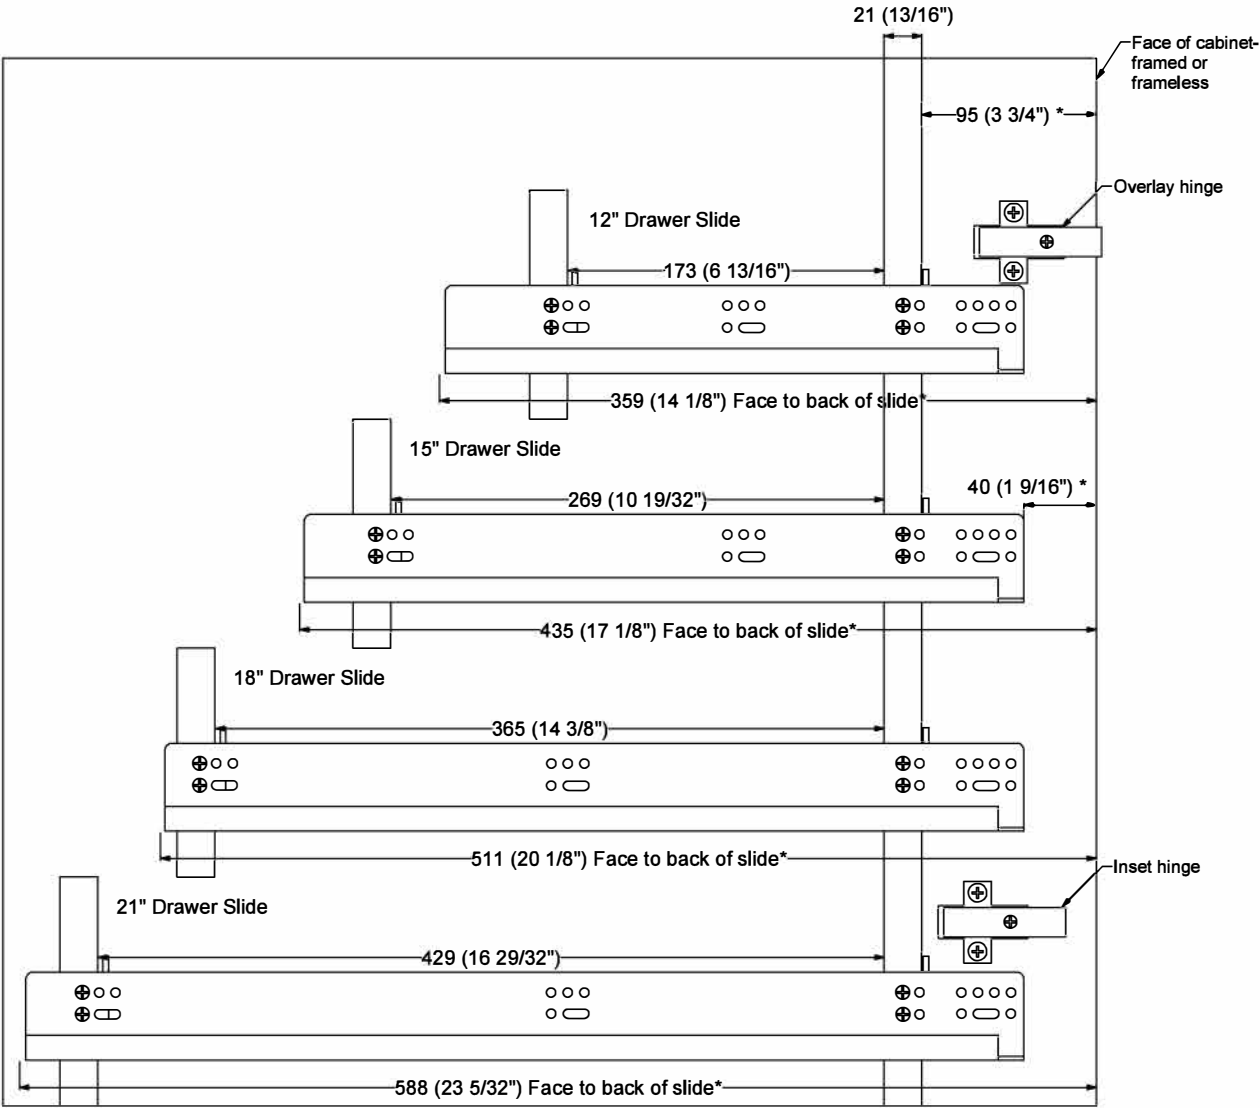 21 (13/16")
Face of cabinet-
framed or
frameless
95 (3 3/4") *
Overlay hinge
12" Drawer Slide
173 (6 13/16")
359 (14 1/8") Face to back of slide*
15" Drawer Slide
40 (1 9/16") *
269 (10 19/32")
435 (17 1/8") Face to back of slide*
18" Drawer Slide
365 (14 3/8")
511 (20 1/8") Face to back of slide*
Inset hinge
21" Drawer Slide
429 (16 29/32")
588 (23 5/32") Face to back of slide*